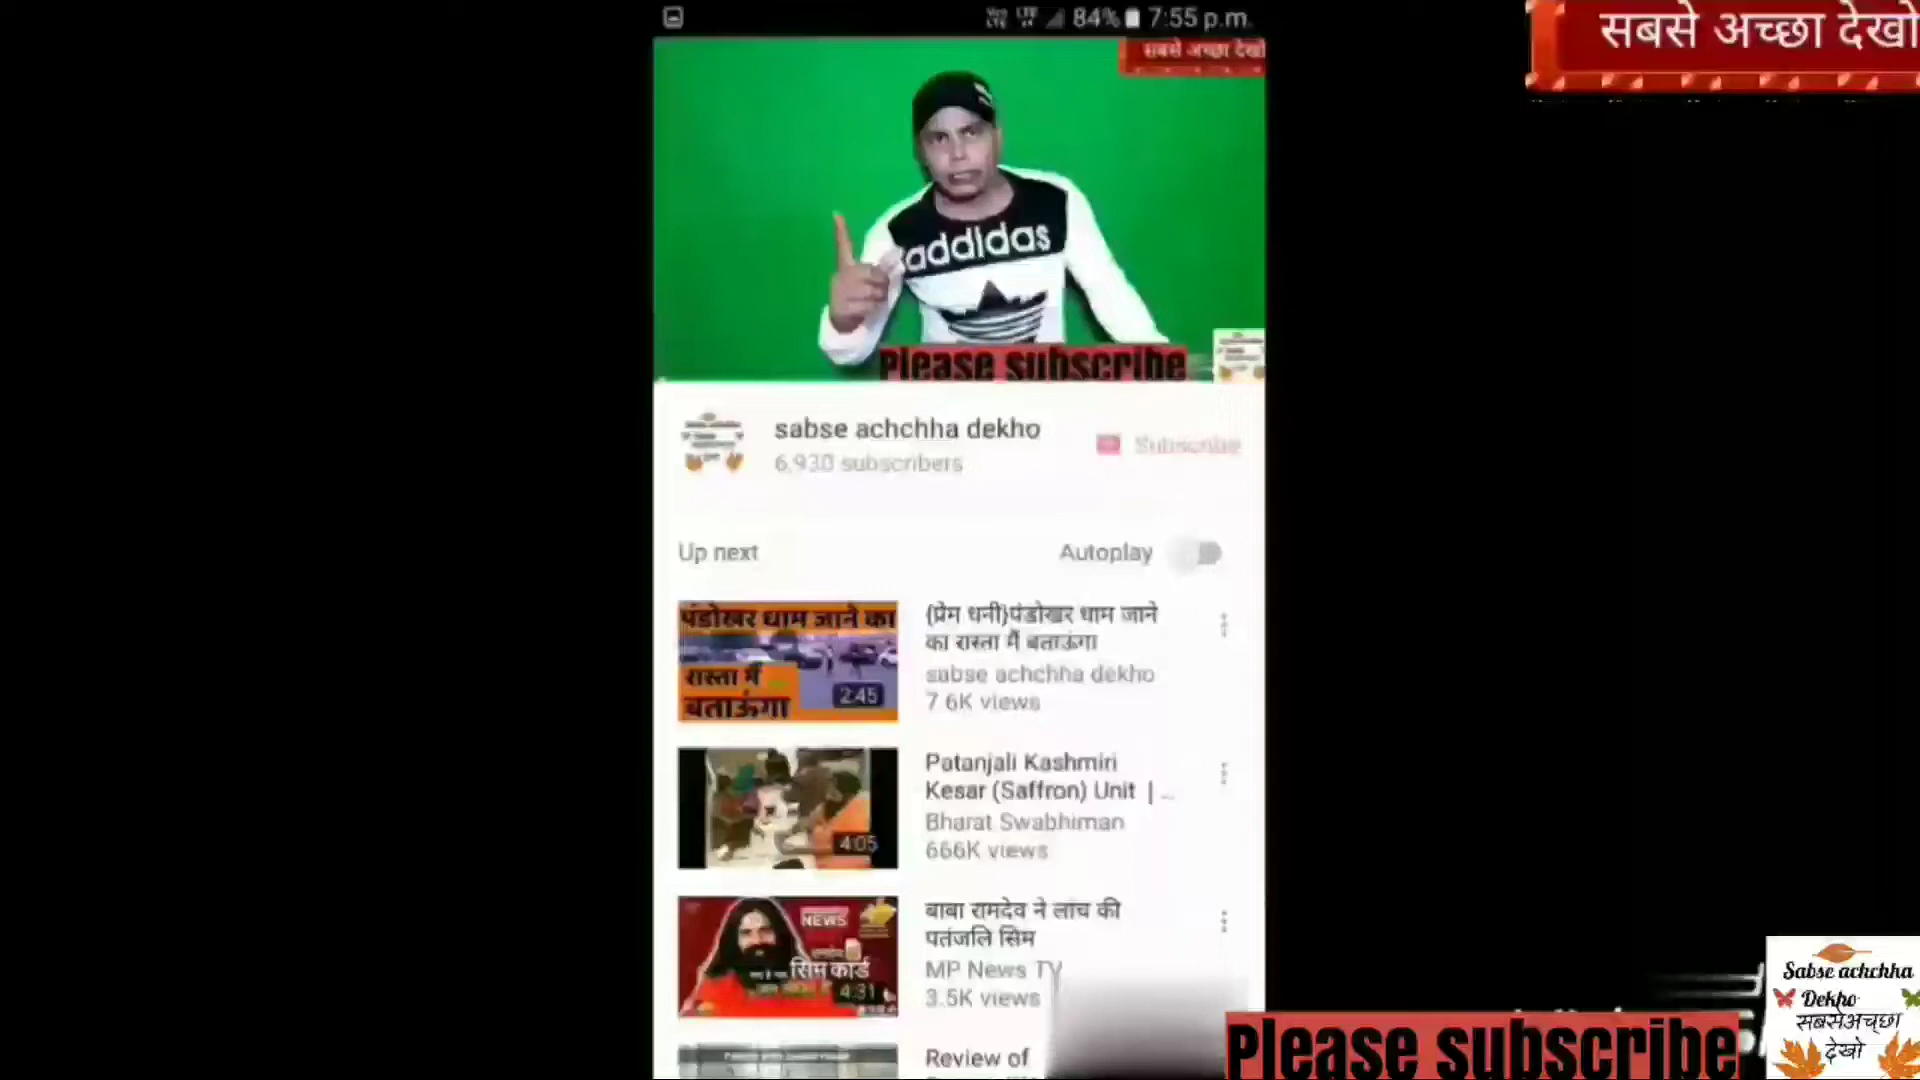 84% 7:55 p.m.
सबसे अच्छा देखो
सबसे अच्छा देखो
addidas
Please subscribe
sabse achchha dekho
Subscribe
6,930 subscribers
Up next
Autoplay
पंडोखर धाम जाने का
रास्ता मैं
बताऊंगा
2:45
{प्रेम धनी}पंडोखर धाम जाने
का रास्ता मैं बताऊंगा
sabse achchha dekho
7.6K views
4:05
Patanjali Kashmiri
Kesar (Saffron) Unit | ...
Bharat Swabhiman
666K views
NEWS
सिम कार्ड
4:31
बाबा रामदेव ने लांच की
पतंजलि सिम
MP News TV
3.5K views
Review of
Please subscribe
Sabse achchha
Dekho
सबसे अच्छा
देखो